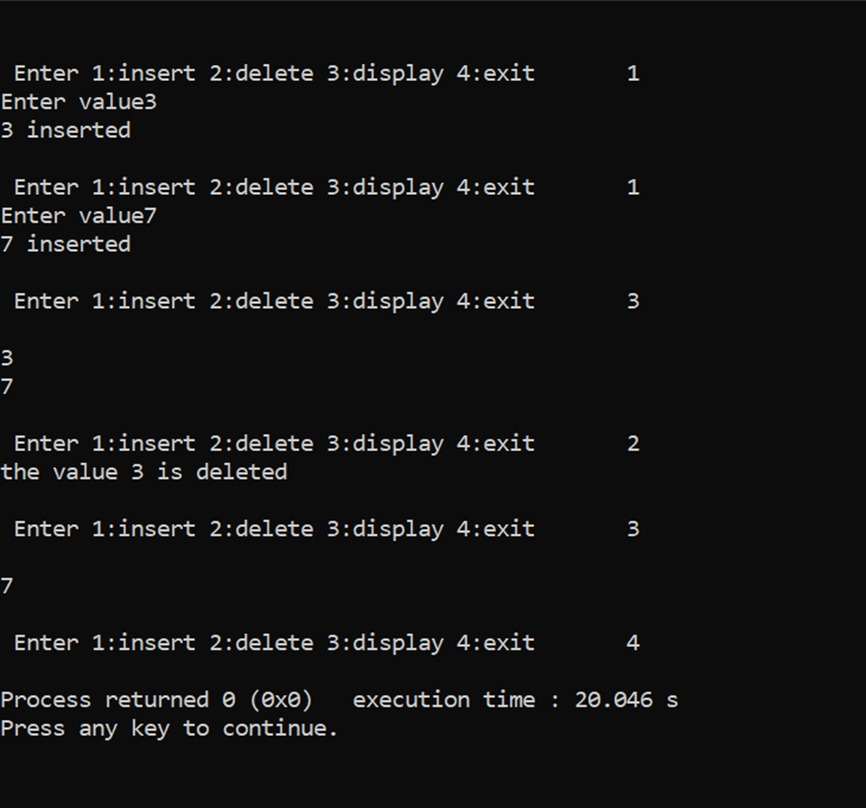 Enter 1:insert 2:delete 3:display 4:exit 1
Enter value3
3 inserted
Enter 1:insert 2:delete 3:display 4:exit 1
Enter value7
7 inserted
Enter 1:insert 2:delete 3:display 4:exit 3
3
7
Enter 1:insert 2:delete 3:display 4:exit 2
the value 3 is deleted
Enter 1:insert 2:delete 3:display 4:exit 3
7
Enter 1:insert 2:delete 3:display 4:exit 4
Process returned 0 (0x0) execution time : 20.046 s
Press any key to continue.